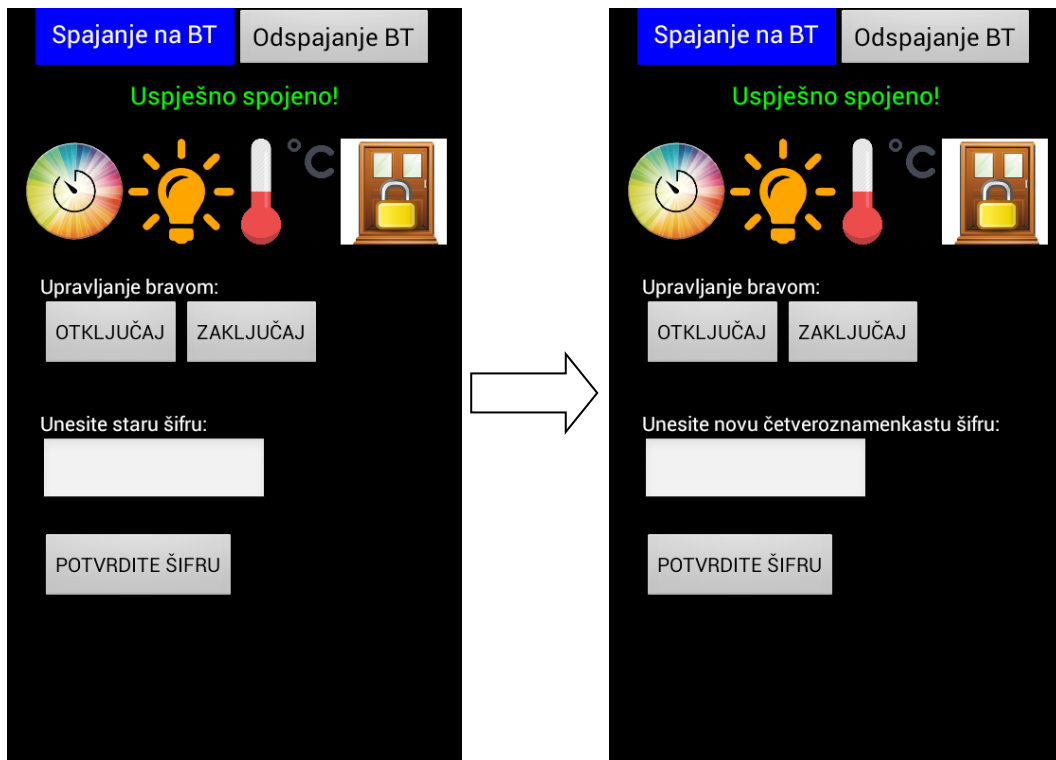 Spajanje na BT
Odspajanje BT
Uspješno spojeno!
°C
Upravljanje bravom:
OTKLJUČAJ
ZAKLJUČAJ
Unesite staru šifru:
POTVRDITE ŠIFRU
Spajanje na BT
Odspajanje BT
Uspješno spojeno!
°C
Upravljanje bravom:
OTKLJUČAJ
ZAKLJUČAJ
Unesite novu četveroznamenkastu šifru:
POTVRDITE ŠIFRU